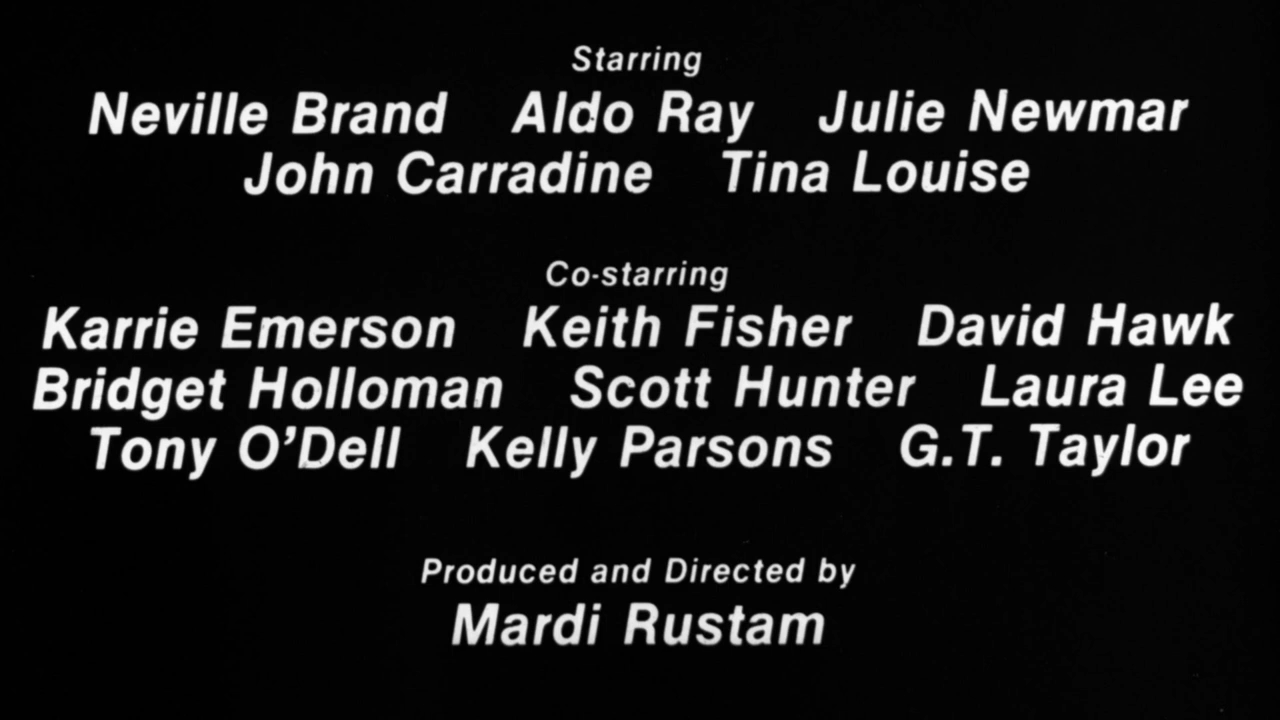 Starring
Neville Brand Aldo Ray Julie Newmar
John Carradine Tina Louise
Co-starring
Karrie Emerson Keith Fisher David Hawk
Bridget Holloman Scott Hunter Laura Lee
Tony O'Dell Kelly Parsons G.T. Taylor
Produced and Directed by
Mardi Rustam